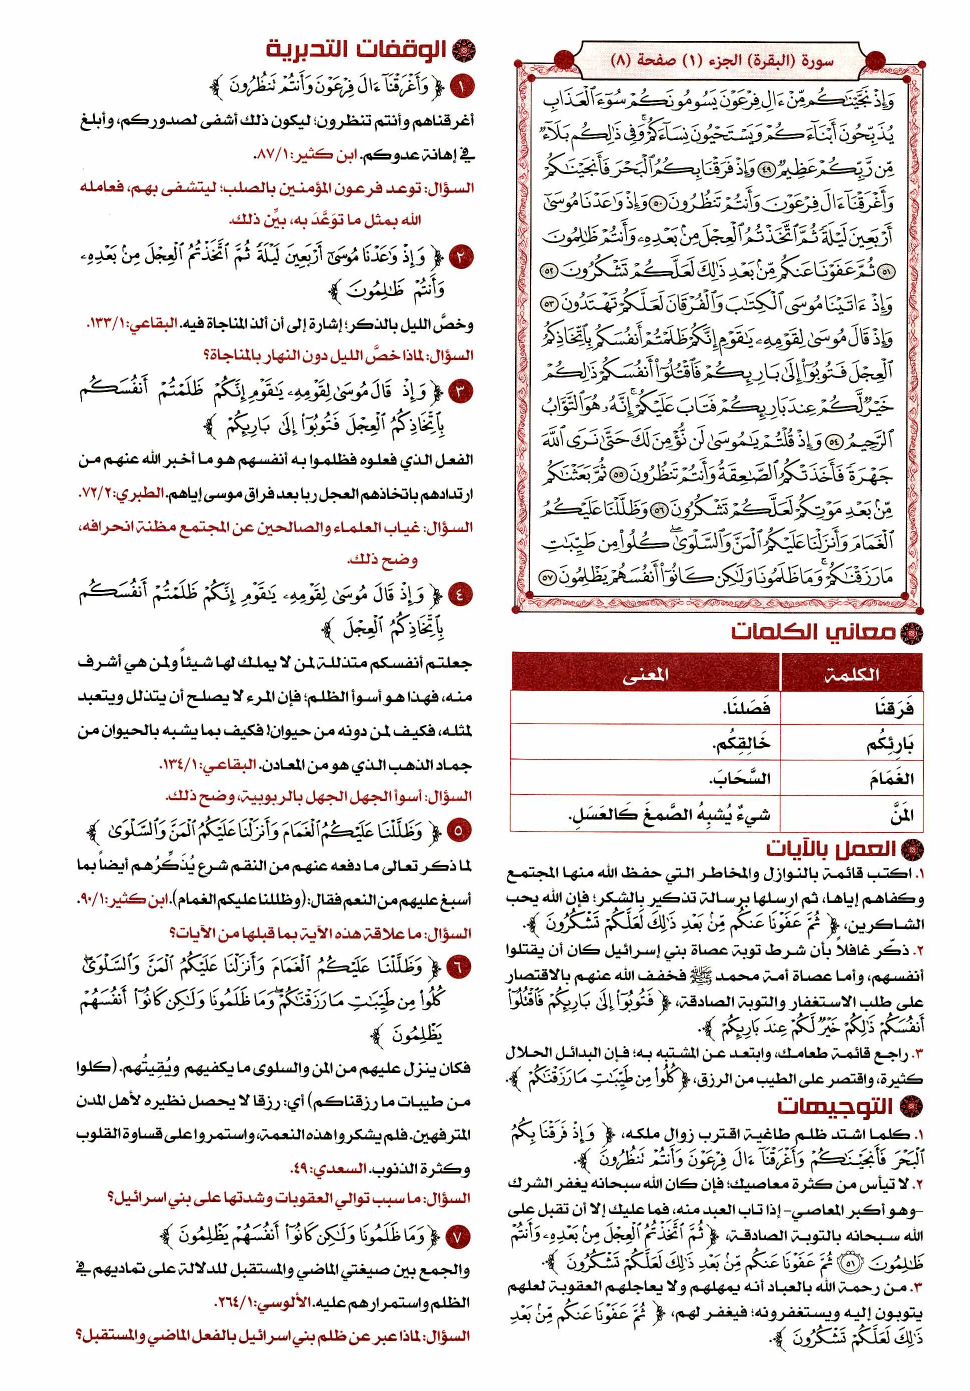 سورة (البقرة) الجزء (١) صفحة (٨)
وَإِذْ نَجَّيْنَٰكُم مِّنْ ءَالِ فِرْعَوْنَ يَسُومُونَكُمْ سُوٓءَ ٱلْعَذَابِ
يُذَبِّحُونَ أَبْنَآءَكُمْ وَيَسْتَحْيُونَ نِسَآءَكُمْ ۚ وَفِى ذَٰلِكُم بَلَآءٌ
مِّن رَّبِّكُمْ عَظِيمٌ ٤٩ وَإِذْ فَرَقْنَا بِكُمُ ٱلْبَحْرَ فَأَنجَيْنَٰكُمْ
وَأَغْرَقْنَآ ءَالَ فِرْعَوْنَ وَأَنتُمْ تَنظُرُونَ ٥٠ وَإِذْ وَٰعَدْنَا مُوسَىٰٓ
أَرْبَعِينَ لَيْلَةً ثُمَّ ٱتَّخَذْتُمُ ٱلْعِجْلَ مِنۢ بَعْدِهِۦ وَأَنتُمْ ظَٰلِمُونَ
٥١ ثُمَّ عَفَوْنَا عَنكُم مِّنۢ بَعْدِ ذَٰلِكَ لَعَلَّكُمْ تَشْكُرُونَ ٥٢
وَإِذْ ءَاتَيْنَا مُوسَى ٱلْكِتَٰبَ وَٱلْفُرْقَانَ لَعَلَّكُمْ تَهْتَدُونَ ٥٣
وَإِذْ قَالَ مُوسَىٰ لِقَوْمِهِۦ يَٰقَوْمِ إِنَّكُمْ ظَلَمْتُمْ أَنفُسَكُم بِٱتِّخَاذِكُمُ
ٱلْعِجْلَ فَتُوبُوٓا۟ إِلَىٰ بَارِئِكُمْ فَٱقْتُلُوٓا۟ أَنفُسَكُمْ ذَٰلِكُمْ
خَيْرٌ لَّكُمْ عِندَ بَارِئِكُمْ فَتَابَ عَلَيْكُمْ ۚ إِنَّهُۥ هُوَ ٱلتَّوَّابُ
ٱلرَّحِيمُ ٥٤ وَإِذْ قُلْتُمْ يَٰمُوسَىٰ لَن نُّؤْمِنَ لَكَ حَتَّىٰ نَرَى ٱللَّهَ
جَهْرَةً فَأَخَذَتْكُمُ ٱلصَّٰعِقَةُ وَأَنتُمْ تَنظُرُونَ ٥٥ ثُمَّ بَعَثْنَٰكُم
مِّنۢ بَعْدِ مَوْتِكُمْ لَعَلَّكُمْ تَشْكُرُونَ ٥٦ وَظَلَّلْنَا عَلَيْكُمُ
ٱلْغَمَامَ وَأَنزَلْنَا عَلَيْكُمُ ٱلْمَنَّ وَٱلسَّلْوَىٰ ۖ كُلُوا۟ مِن طَيِّبَٰتِ
مَا رَزَقْنَٰكُمْ ۖ وَمَا ظَلَمُونَا وَلَٰكِن كَانُوٓا۟ أَنفُسَهُمْ يَظْلِمُونَ ٥٧
معاني الكلمات
الكلمة المعنى
فَرَقنَا فَصَلنَا.
بَارِئِكُم خَالِقِكُم.
الغَمَامَ السَّحَابَ.
المَنَّ شيءٌ يُشبِهُ الصَّمغَ كَالعَسَلِ.
العمل بالآيات
١. اكتب قائمة بالنوازل والمخاطر التي حفظ الله منها المجتمع
وكفاهم إياها، ثم ارسلها برسالة تذكير بالشكر؛ فإن الله يحب
الشاكرين، ﴿ ثُمَّ عَفَوْنَا عَنكُم مِّنۢ بَعْدِ ذَٰلِكَ لَعَلَّكُمْ تَشْكُرُونَ ﴾.
٢. ذكّر غافلاً بأن شرط توبة عصاة بني إسرائيل كان أن يقتلوا
أنفسهم، وأما عصاة أمة محمد ﷺ فخفف الله عنهم بالاقتصار
على طلب الاستغفار والتوبة الصادقة، ﴿ فَتُوبُوٓا۟ إِلَىٰ بَارِئِكُمْ فَٱقْتُلُوٓا۟
أَنفُسَكُمْ ذَٰلِكُمْ خَيْرٌ لَّكُمْ عِندَ بَارِئِكُمْ ﴾.
٣. راجع قائمة طعامك، وابتعد عن المشتبه به؛ فإن البدائل الحلال
كثيرة، واقتصر على الطيب من الرزق، ﴿ كُلُوا۟ مِن طَيِّبَٰتِ مَا رَزَقْنَٰكُمْ ﴾.
التوجيهات
١. كلما اشتد ظلم طاغية اقترب زوال ملكه، ﴿ وَإِذْ فَرَقْنَا بِكُمُ
ٱلْبَحْرَ فَأَنجَيْنَٰكُمْ وَأَغْرَقْنَآ ءَالَ فِرْعَوْنَ وَأَنتُمْ تَنظُرُونَ ﴾.
٢. لا تيأس من كثرة معاصيك؛ فإن كان الله سبحانه يغفر الشرك
-وهو أكبر المعاصي- إذا تاب العبد منه، فما عليك إلا أن تقبل على
الله سبحانه بالتوبة الصادقة، ﴿ ثُمَّ ٱتَّخَذْتُمُ ٱلْعِجْلَ مِنۢ بَعْدِهِۦ وَأَنتُمْ
ظَٰلِمُونَ ٥١ ثُمَّ عَفَوْنَا عَنكُم مِّنۢ بَعْدِ ذَٰلِكَ لَعَلَّكُمْ تَشْكُرُونَ ﴾.
٣. من رحمة الله بالعباد أنه يمهلهم ولا يعاجلهم العقوبة لعلهم
يتوبون إليه ويستغفرونه؛ فيغفر لهم، ﴿ ثُمَّ عَفَوْنَا عَنكُم مِّنۢ بَعْدِ
ذَٰلِكَ لَعَلَّكُمْ تَشْكُرُونَ ﴾.
الوقفات التدبرية
١ ﴿ وَأَغْرَقْنَآ ءَالَ فِرْعَوْنَ وَأَنتُمْ تَنظُرُونَ ﴾
أغرقناهم وأنتم تنظرون؛ ليكون ذلك أشفى لصدوركم، وأبلغ
في إهانة عدوكم. ابن كثير: ٨٧/١.
السؤال: توعد فرعون المؤمنين بالصلب؛ ليتشفى بهم، فعامله
الله بمثل ما توَعَّدَ به، بيِّن ذلك.
٢ ﴿ وَإِذْ وَٰعَدْنَا مُوسَىٰٓ أَرْبَعِينَ لَيْلَةً ثُمَّ ٱتَّخَذْتُمُ ٱلْعِجْلَ مِنۢ بَعْدِهِۦ
وَأَنتُمْ ظَٰلِمُونَ ﴾
وخصَّ الليل بالذكر؛ إشارة إلى أن ألذ المناجاة فيه. البقاعي: ١٣٣/١.
السؤال: لماذا خصَّ الليل دون النهار بالمناجاة؟
٣ ﴿ وَإِذْ قَالَ مُوسَىٰ لِقَوْمِهِۦ يَٰقَوْمِ إِنَّكُمْ ظَلَمْتُمْ أَنفُسَكُم
بِٱتِّخَاذِكُمُ ٱلْعِجْلَ فَتُوبُوٓا۟ إِلَىٰ بَارِئِكُمْ ﴾
الفعل الذي فعلوه فظلموا به أنفسهم هو ما أخبر الله عنهم من
ارتدادهم باتخاذهم العجل ربا بعد فراق موسى إياهم. الطبري: ٧٢/٢.
السؤال: غياب العلماء والصالحين عن المجتمع مظنة انحرافه،
وضح ذلك.
٤ ﴿ وَإِذْ قَالَ مُوسَىٰ لِقَوْمِهِۦ يَٰقَوْمِ إِنَّكُمْ ظَلَمْتُمْ أَنفُسَكُم
بِٱتِّخَاذِكُمُ ٱلْعِجْلَ ﴾
جعلتم أنفسكم متذللة لمن لا يملك لها شيئاً ولمن هي أشرف
منه، فهذا هو أسوأ الظلم؛ فإن المرء لا يصلح أن يتذلل ويتعبد
لمثله، فكيف لمن دونه من حيوان! فكيف بما يشبه بالحيوان من
جماد الذهب الذي هو من المعادن. البقاعي: ١٣٤/١.
السؤال: أسوأ الجهل الجهل بالربوبية، وضح ذلك.
٥ ﴿ وَظَلَّلْنَا عَلَيْكُمُ ٱلْغَمَامَ وَأَنزَلْنَا عَلَيْكُمُ ٱلْمَنَّ وَٱلسَّلْوَىٰ ﴾
لما ذكر تعالى ما دفعه عنهم من النقم شرع يُذَكِّرُهم أيضاً بما
أسبغ عليهم من النعم فقال: (وظللنا عليكم الغمام). ابن كثير: ٩٠/١.
السؤال: ما علاقة هذه الآية بما قبلها من الآيات؟
٦ ﴿ وَظَلَّلْنَا عَلَيْكُمُ ٱلْغَمَامَ وَأَنزَلْنَا عَلَيْكُمُ ٱلْمَنَّ وَٱلسَّلْوَىٰ ۖ
كُلُوا۟ مِن طَيِّبَٰتِ مَا رَزَقْنَٰكُمْ ۖ وَمَا ظَلَمُونَا وَلَٰكِن كَانُوٓا۟ أَنفُسَهُمْ
يَظْلِمُونَ ﴾
فكان ينزل عليهم من المن والسلوى ما يكفيهم ويُقِيتُهم. (كلوا
من طيبات ما رزقناكم) أي: رزقا لا يحصل نظيره لأهل المدن
المترفهين. فلم يشكروا هذه النعمة، واستمروا على قساوة القلوب
وكثرة الذنوب. السعدي: ٤٩.
السؤال: ما سبب توالي العقوبات وشدتها على بني اسرائيل؟
٧ ﴿ وَمَا ظَلَمُونَا وَلَٰكِن كَانُوٓا۟ أَنفُسَهُمْ يَظْلِمُونَ ﴾
والجمع بين صيغتي الماضي والمستقبل للدلالة على تماديهم في
الظلم واستمرارهم عليه. الألوسي: ٢٦٤/١.
السؤال: لماذا عبر عن ظلم بني اسرائيل بالفعل الماضي والمستقبل؟